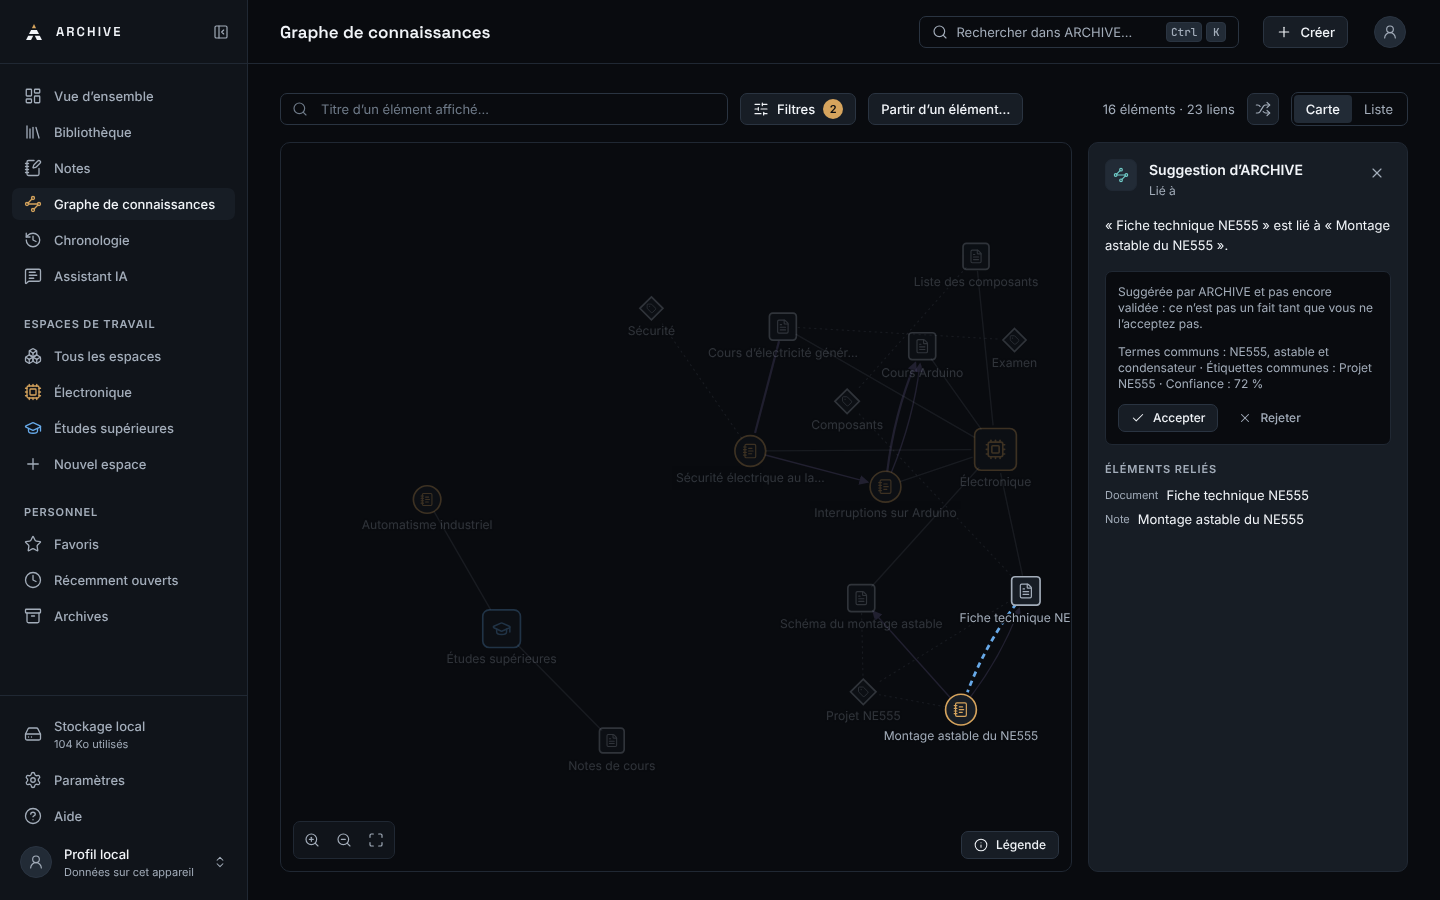 ARCHIVE
Graphe de connaissances
Rechercher dans ARCHIVE...
Ctrl
K
Créer
Vue d’ensemble
Bibliothèque
Notes
Graphe de connaissances
Chronologie
Assistant IA
ESPACES DE TRAVAIL
Tous les espaces
Électronique
Études supérieures
Nouvel espace
PERSONNEL
Favoris
Récemment ouverts
Archives
Stockage local
104 Ko utilisés
Paramètres
Aide
Profil local
Données sur cet appareil
Titre d’un élément affiché...
Filtres
2
Partir d’un élément...
16 éléments · 23 liens
Carte
Liste
Liste des composants
Sécurité
Cours d’électricité génér...
Cours Arduino
Examen
Composants
Sécurité électrique au la...
Électronique
Automatisme industriel
Interruptions sur Arduino
Schéma du montage astable
Fiche technique NE
Études supérieures
Projet NE555
Montage astable du NE555
Notes de cours
Légende
Suggestion d’ARCHIVE
Lié à
« Fiche technique NE555 » est lié à « Montage
astable du NE555 ».
Suggérée par ARCHIVE et pas encore
validée : ce n’est pas un fait tant que vous ne
l’acceptez pas.
Termes communs : NE555, astable et
condensateur · Étiquettes communes : Projet
NE555 · Confiance : 72 %
Accepter
Rejeter
ÉLÉMENTS RELIÉS
Document Fiche technique NE555
Note Montage astable du NE555